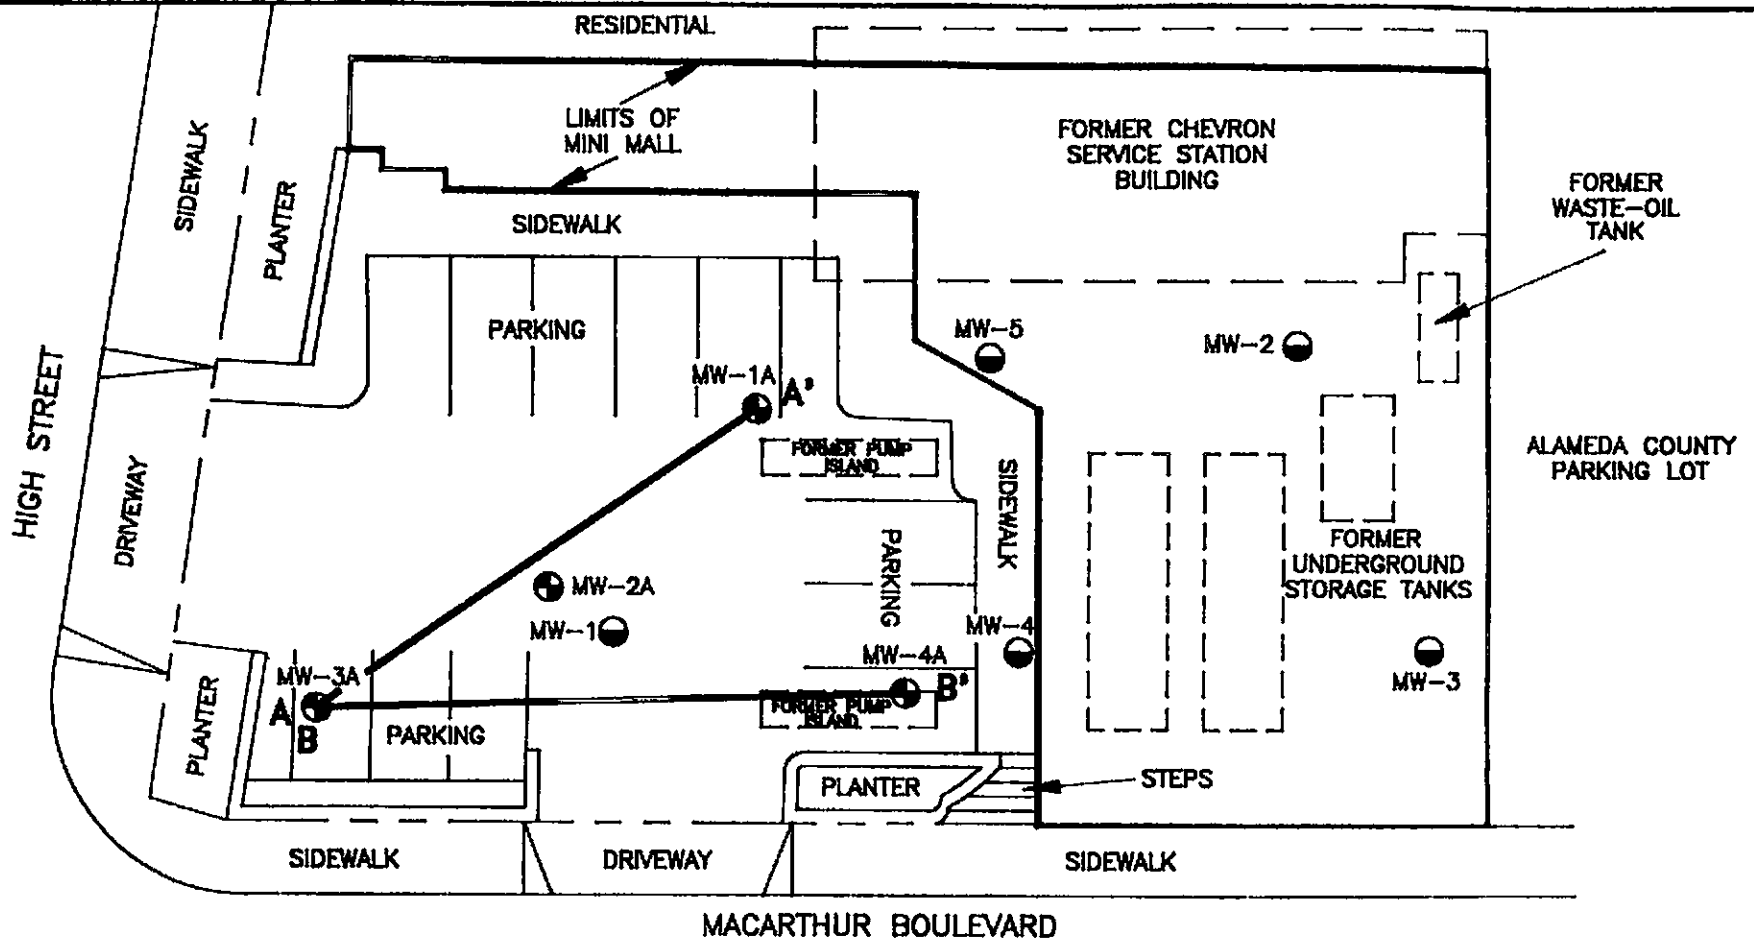 RESIDENTIAL
LIMITS OF
MINI MALL
FORMER CHEVRON
SERVICE STATION
BUILDING
FORMER
WASTE-OIL
TANK
SIDEWALK
PLANTER
SIDEWALK
PARKING
MW-5
MW-2
MW-1A
A'
HIGH STREET
FORMER PUMP
ISLAND
ALAMEDA COUNTY
PARKING LOT
DRIVEWAY
SIDEWALK
PARKING
FORMER
UNDERGROUND
STORAGE TANKS
MW-2A
MW-1
MW-4
MW-4A
MW-3A
MW-3
A
B
B'
FORMER PUMP
ISLAND
PARKING
PLANTER
PLANTER
STEPS
SIDEWALK
DRIVEWAY
SIDEWALK
MACARTHUR BOULEVARD